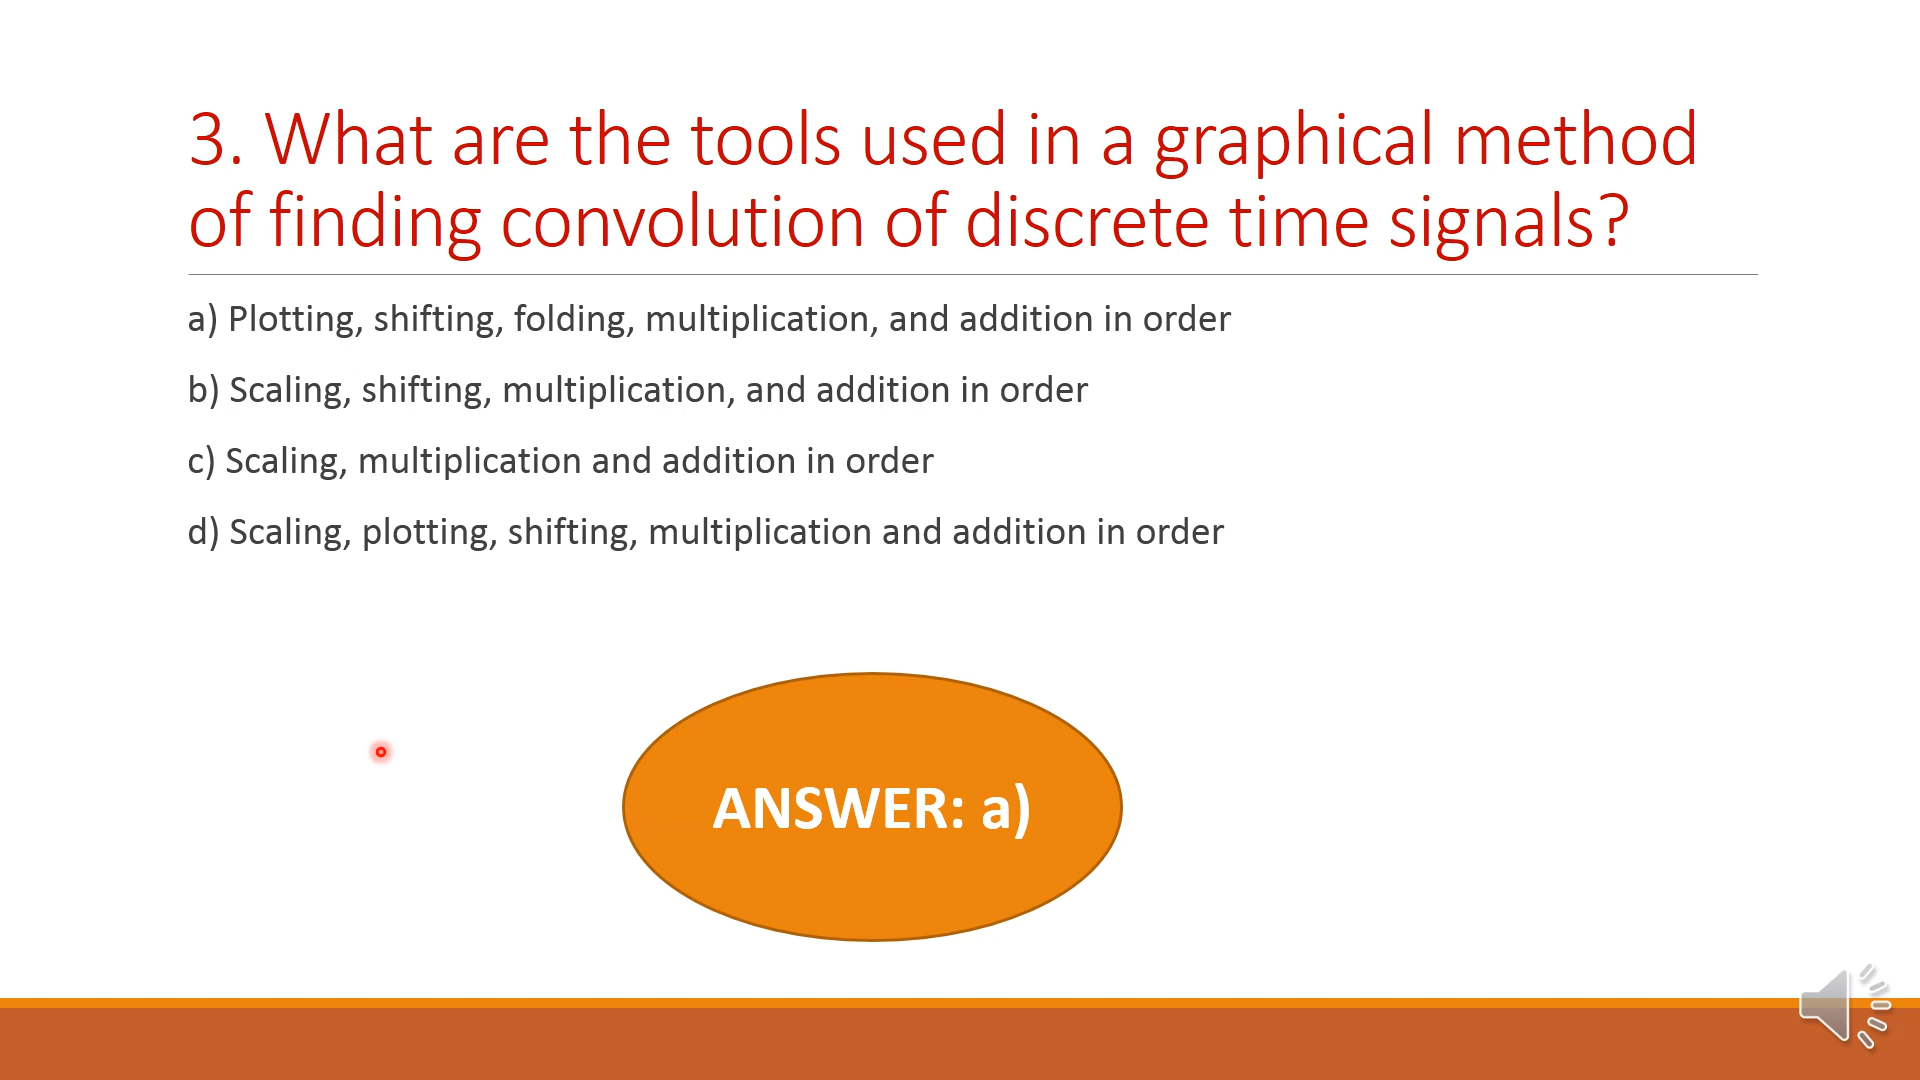 3. What are the tools used in a graphical method
of finding convolution of discrete time signals?
a) Plotting, shifting, folding, multiplication, and addition in order
b) Scaling, shifting, multiplication, and addition in order
c) Scaling, multiplication and addition in order
d) Scaling, plotting, shifting, multiplication and addition in order
ANSWER: a)